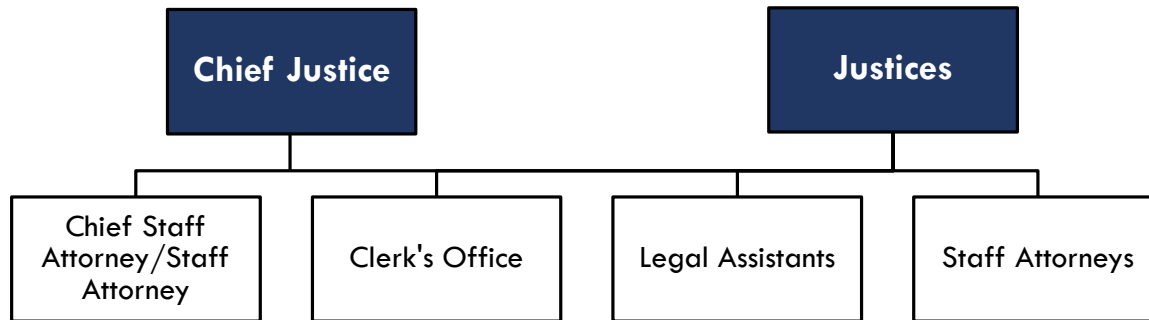 Chief Justice
Justices
Chief Staff
Attorney/Staff
Attorney
Clerk's Office
Legal Assistants
Staff Attorneys